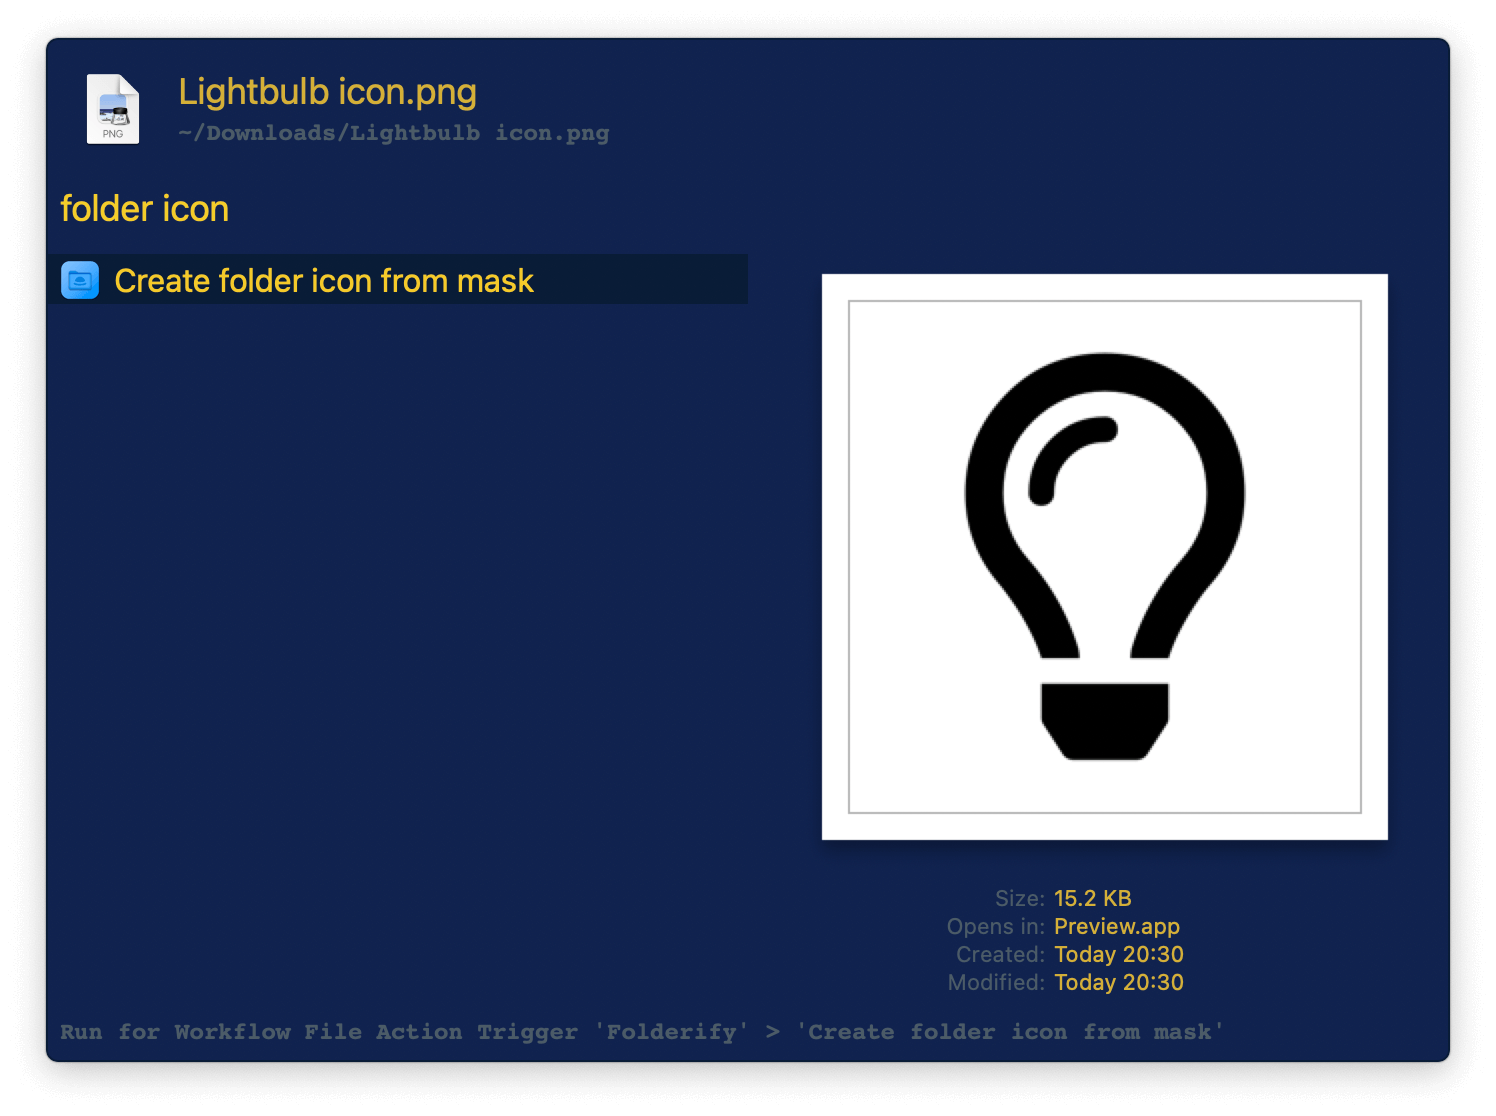 Lightbulb icon.png
PNG
~/Downloads/Lightbulb icon.png
folder icon
Create folder icon from mask
Size: 15.2 KB
Opens in: Preview.app
Created: Today 20:30
Modified: Today 20:30
Run for Workflow File Action Trigger 'Folderify' > 'Create folder icon from mask'